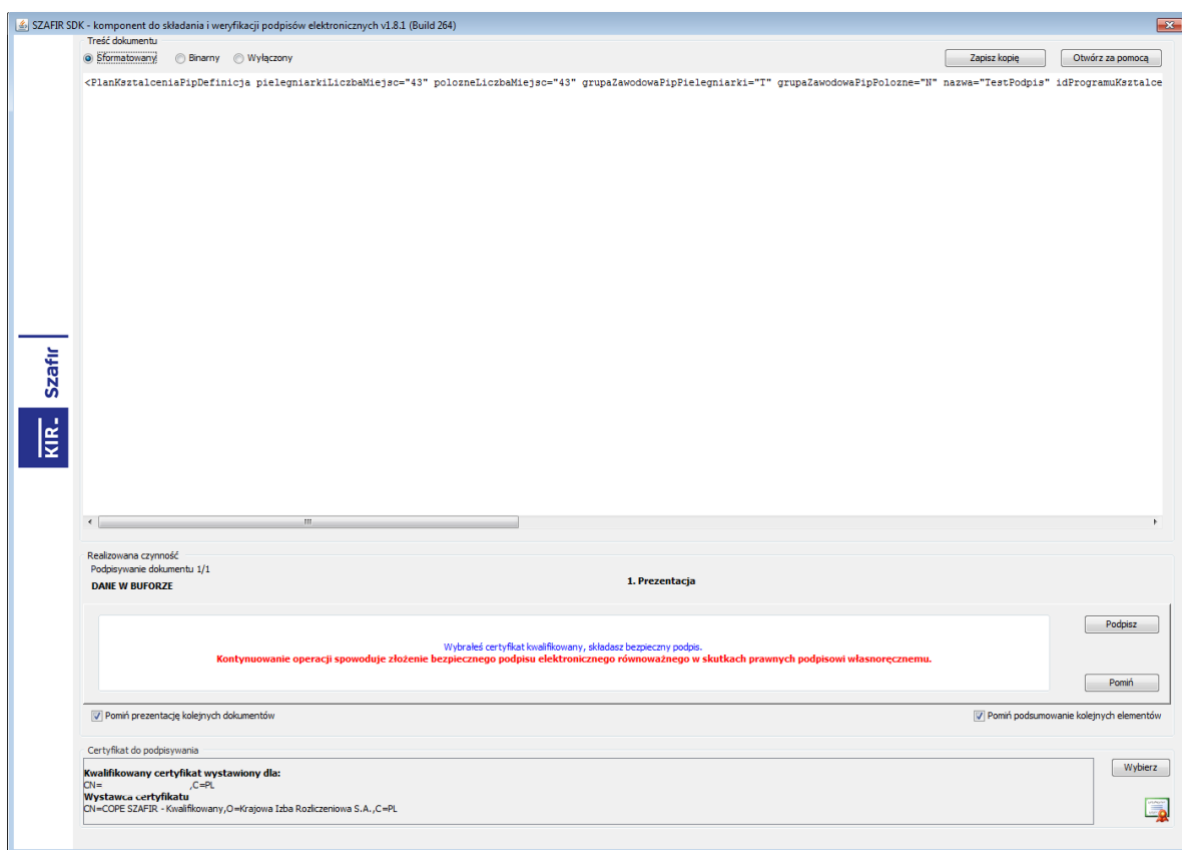 SZAFIR SDK - komponent do składania i weryfikacji podpisów elektronicznych v1.8.1 (Build 264)
Treść dokumentu
Sformatowany Binarny Wyłączony Zapisz kopię Otwórz za pomocą
<PlanKsztalceniaPipDefinicja pielegniarkiLiczbaMiejsc="43" polozneLiczbaMiejsc="43" grupaZawodowaPipPielegniarki="T" grupaZawodowaPipPolozne="N" nazwa="TestPodpis" idProgramuKsztalce
KIR Szafir
Realizowana czynność
Podpisywanie dokumentu 1/1
DANE W BUFORZE
1. Prezentacja
Wybrałeś certyfikat kwalifikowany, składasz bezpieczny podpis.
Kontynuowanie operacji spowoduje złożenie bezpiecznego podpisu elektronicznego równoważnego w skutkach prawnych podpisowi własnoręcznemu.
Podpisz
Pomiń
Pomiń prezentację kolejnych dokumentów Pomiń podsumowanie kolejnych elementów
Certyfikat do podpisywania
Kwalifikowany certyfikat wystawiony dla:
CN= ,C=PL
Wystawca certyfikatu
CN=COPE SZAFIR - Kwalifikowany,O=Krajowa Izba Rozliczeniowa S.A.,C=PL
Wybierz